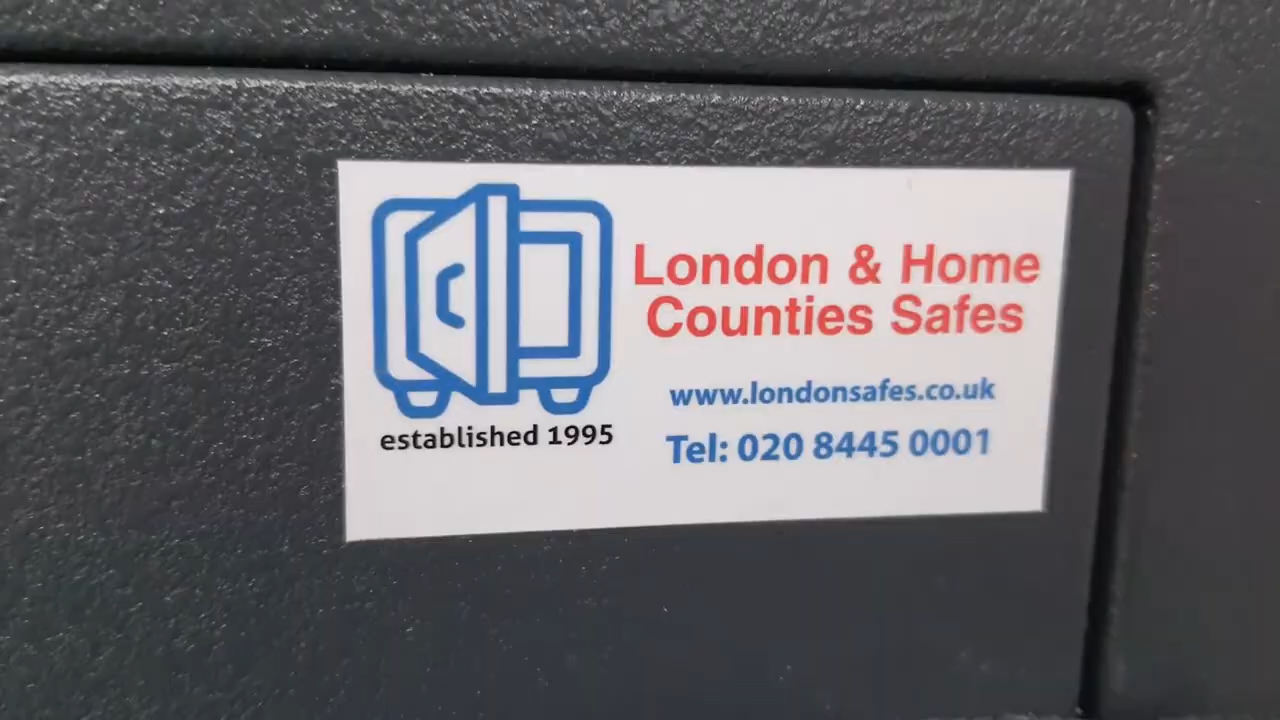 London & Home
Counties Safes
www.londonsafes.co.uk
Tel: 020 8445 0001
established 1995